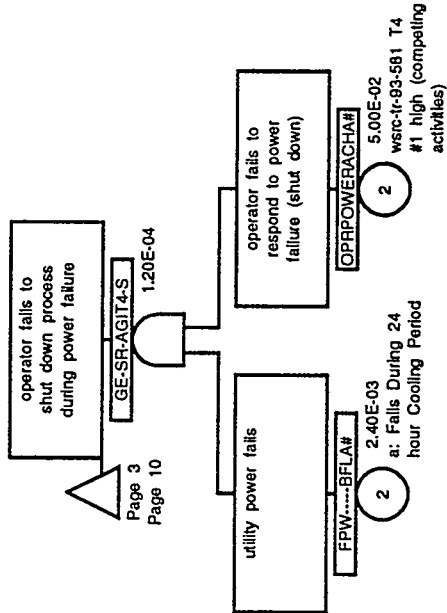 operator fails to
shut down process
during power failure
GE-SR-AGIT4-S
1.20E-04
Page 3
Page 10
utility power fails
FPW-----BFLA#
2
2.40E-03
a: Fails During 24
hour Cooling Period
operator fails to
respond to power
failure (shut down)
OPRPOWERACHA#
2
5.00E-02
wsrc-tr-93-581 T4
#1 high (competing
activities)